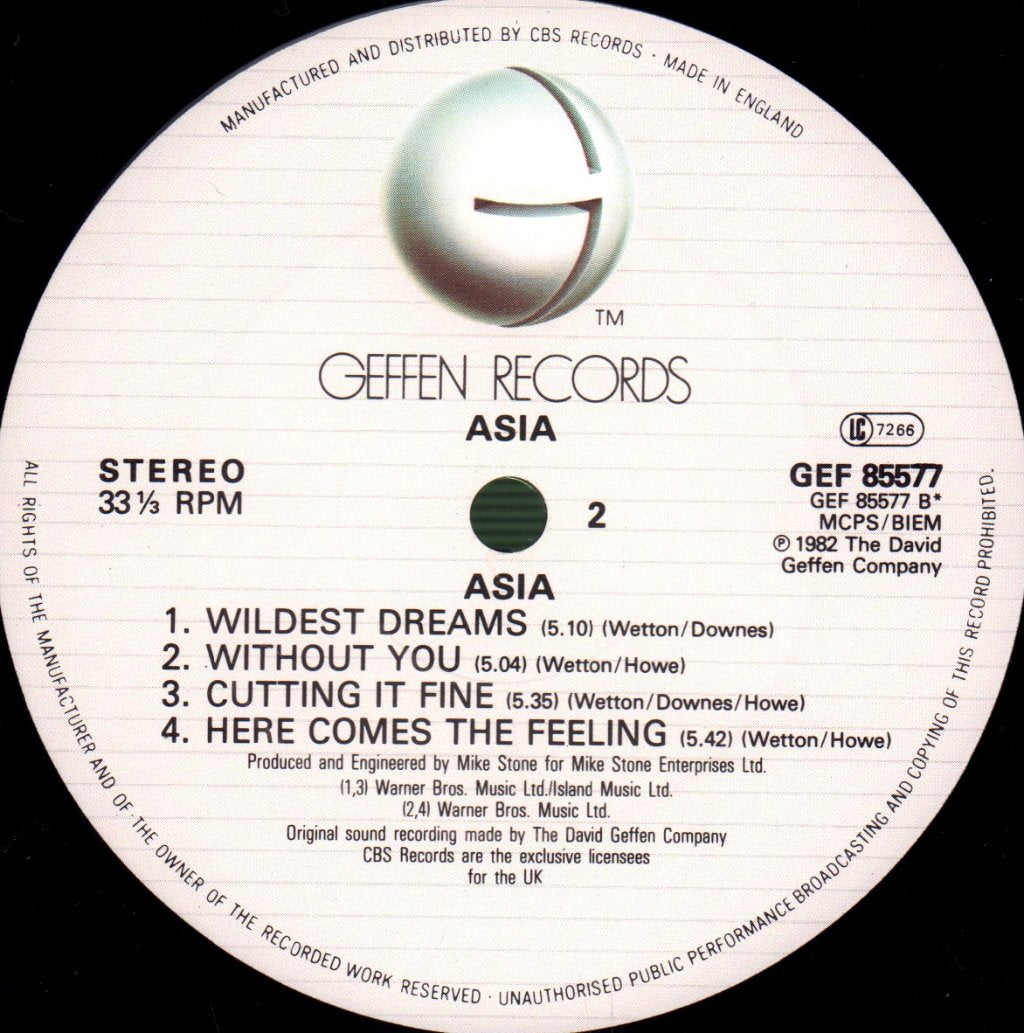 MANUFACTURED AND DISTRIBUTED BY CBS RECORDS · MADE IN ENGLAND
TM
GEFFEN RECORDS
ASIA
LC 7266
STEREO
33⅓ RPM
2
GEF 85577
GEF 85577 B*
MCPS/BIEM
℗ 1982 The David
Geffen Company
ASIA
1. WILDEST DREAMS (5.10) (Wetton/Downes)
2. WITHOUT YOU (5.04) (Wetton/Howe)
3. CUTTING IT FINE (5.35) (Wetton/Downes/Howe)
4. HERE COMES THE FEELING (5.42) (Wetton/Howe)
Produced and Engineered by Mike Stone for Mike Stone Enterprises Ltd.
(1,3) Warner Bros. Music Ltd./Island Music Ltd.
(2,4) Warner Bros. Music Ltd.
Original sound recording made by The David Geffen Company
CBS Records are the exclusive licensees
for the UK
ALL RIGHTS OF THE MANUFACTURER AND OF THE OWNER OF THE RECORDED WORK RESERVED · UNAUTHORISED PUBLIC PERFORMANCE BROADCASTING AND COPYING OF THIS RECORD PROHIBITED.